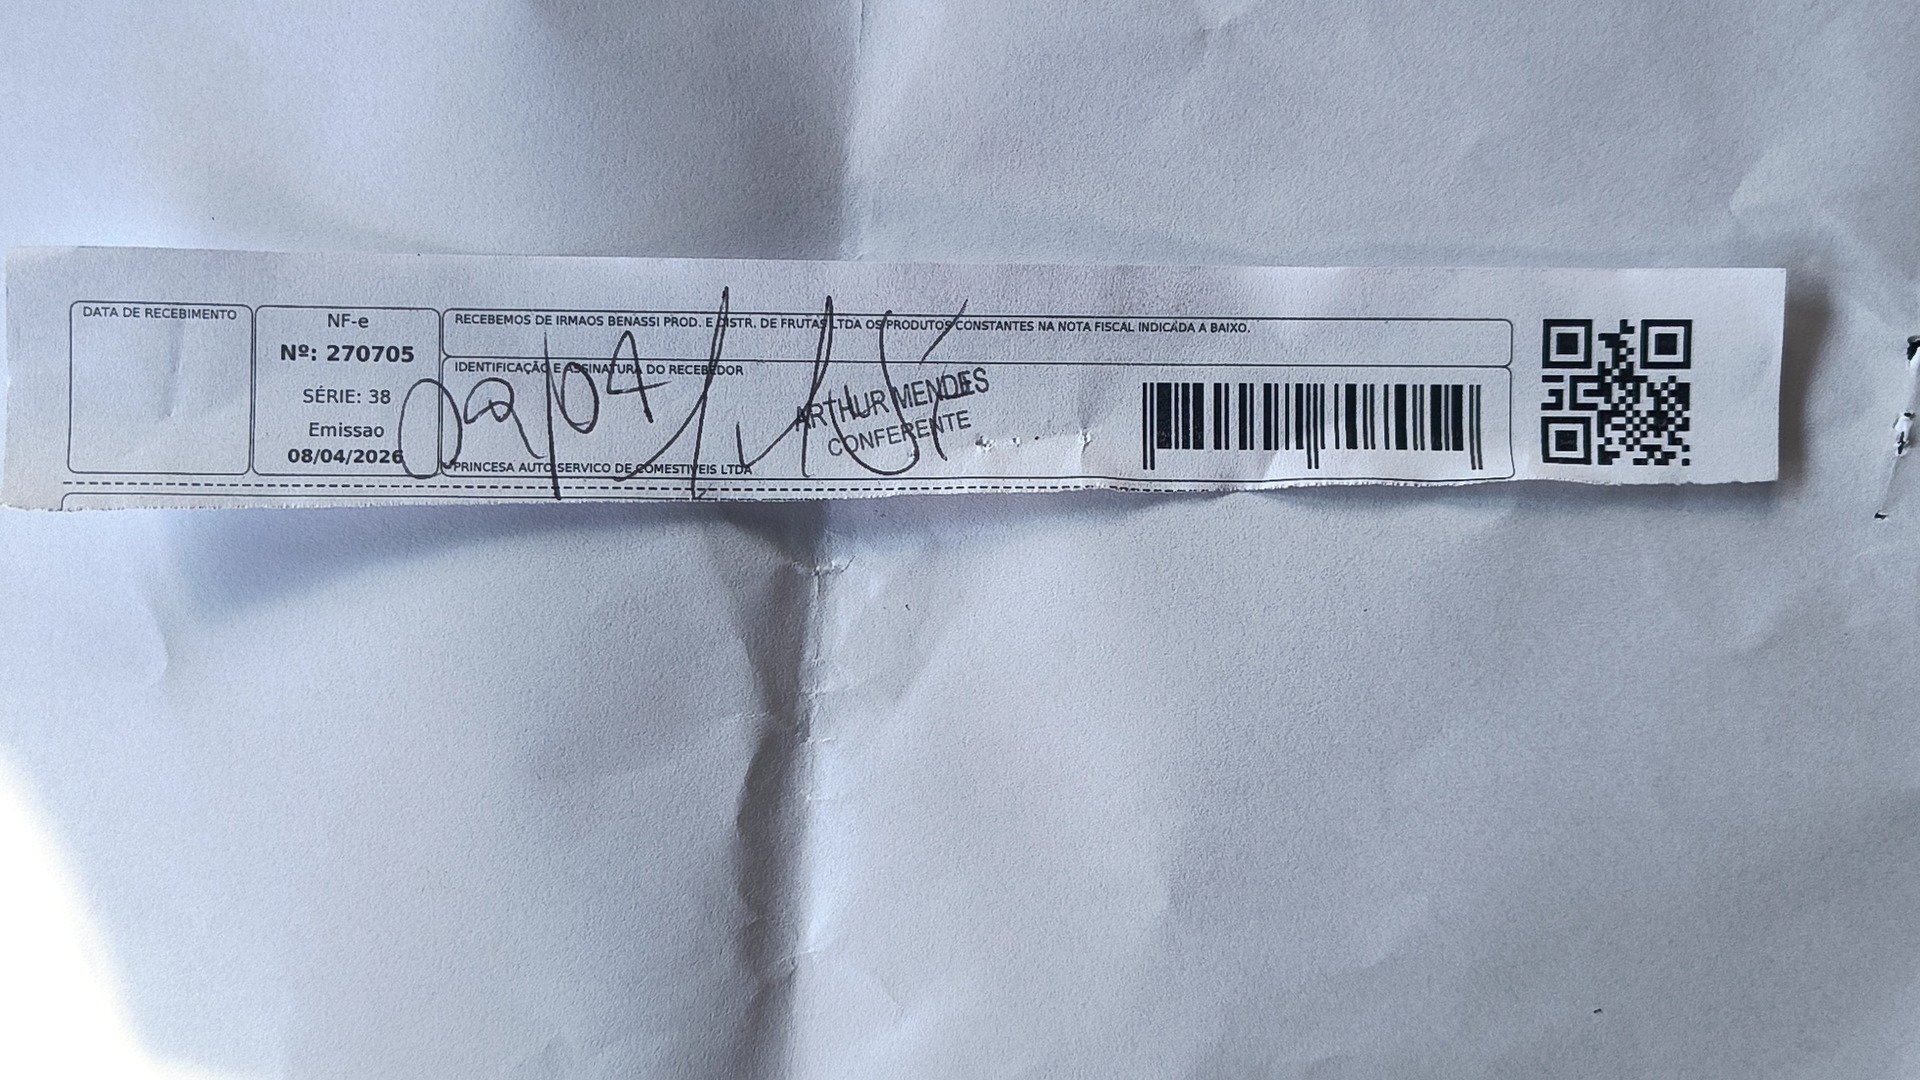 DATA DE RECEBIMENTO
NF-e
Nº: 270705
SÉRIE: 38
Emissao
08/04/2026
RECEBEMOS DE IRMAOS BENASSI PROD. E DISTR. DE FRUTAS LTDA OS PRODUTOS CONSTANTES NA NOTA FISCAL INDICADA A BAIXO.
IDENTIFICAÇÃO E ASSINATURA DO RECEBEDOR
09/04/
ARTHUR MENDES
CONFERENTE
PRINCESA AUTO SERVICO DE COMESTIVEIS LTDA